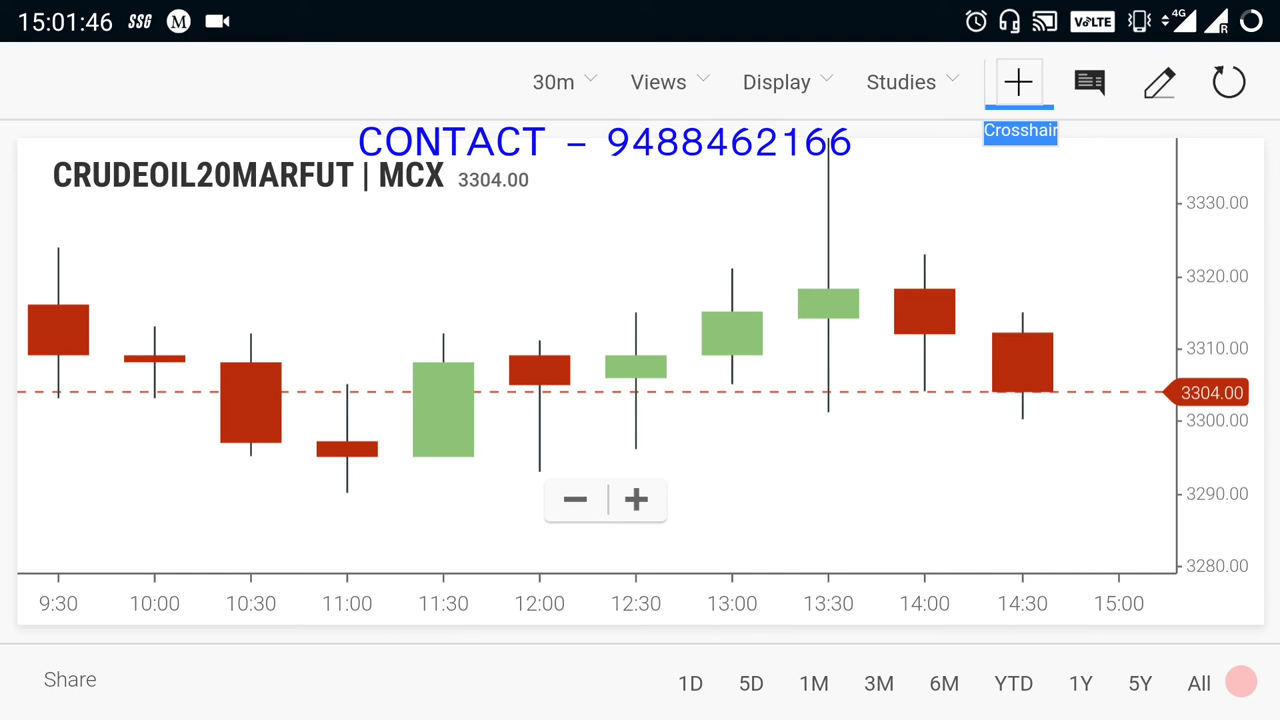 15:01:46 SSG M VoLTE 4G R
30m Views Display Studies
Crosshair
CONTACT - 9488462166
CRUDEOIL20MARFUT | MCX 3304.00
3330.00
3320.00
3310.00
3304.00
3300.00
3290.00
3280.00
9:30 10:00 10:30 11:00 11:30 12:00 12:30 13:00 13:30 14:00 14:30 15:00
Share 1D 5D 1M 3M 6M YTD 1Y 5Y All